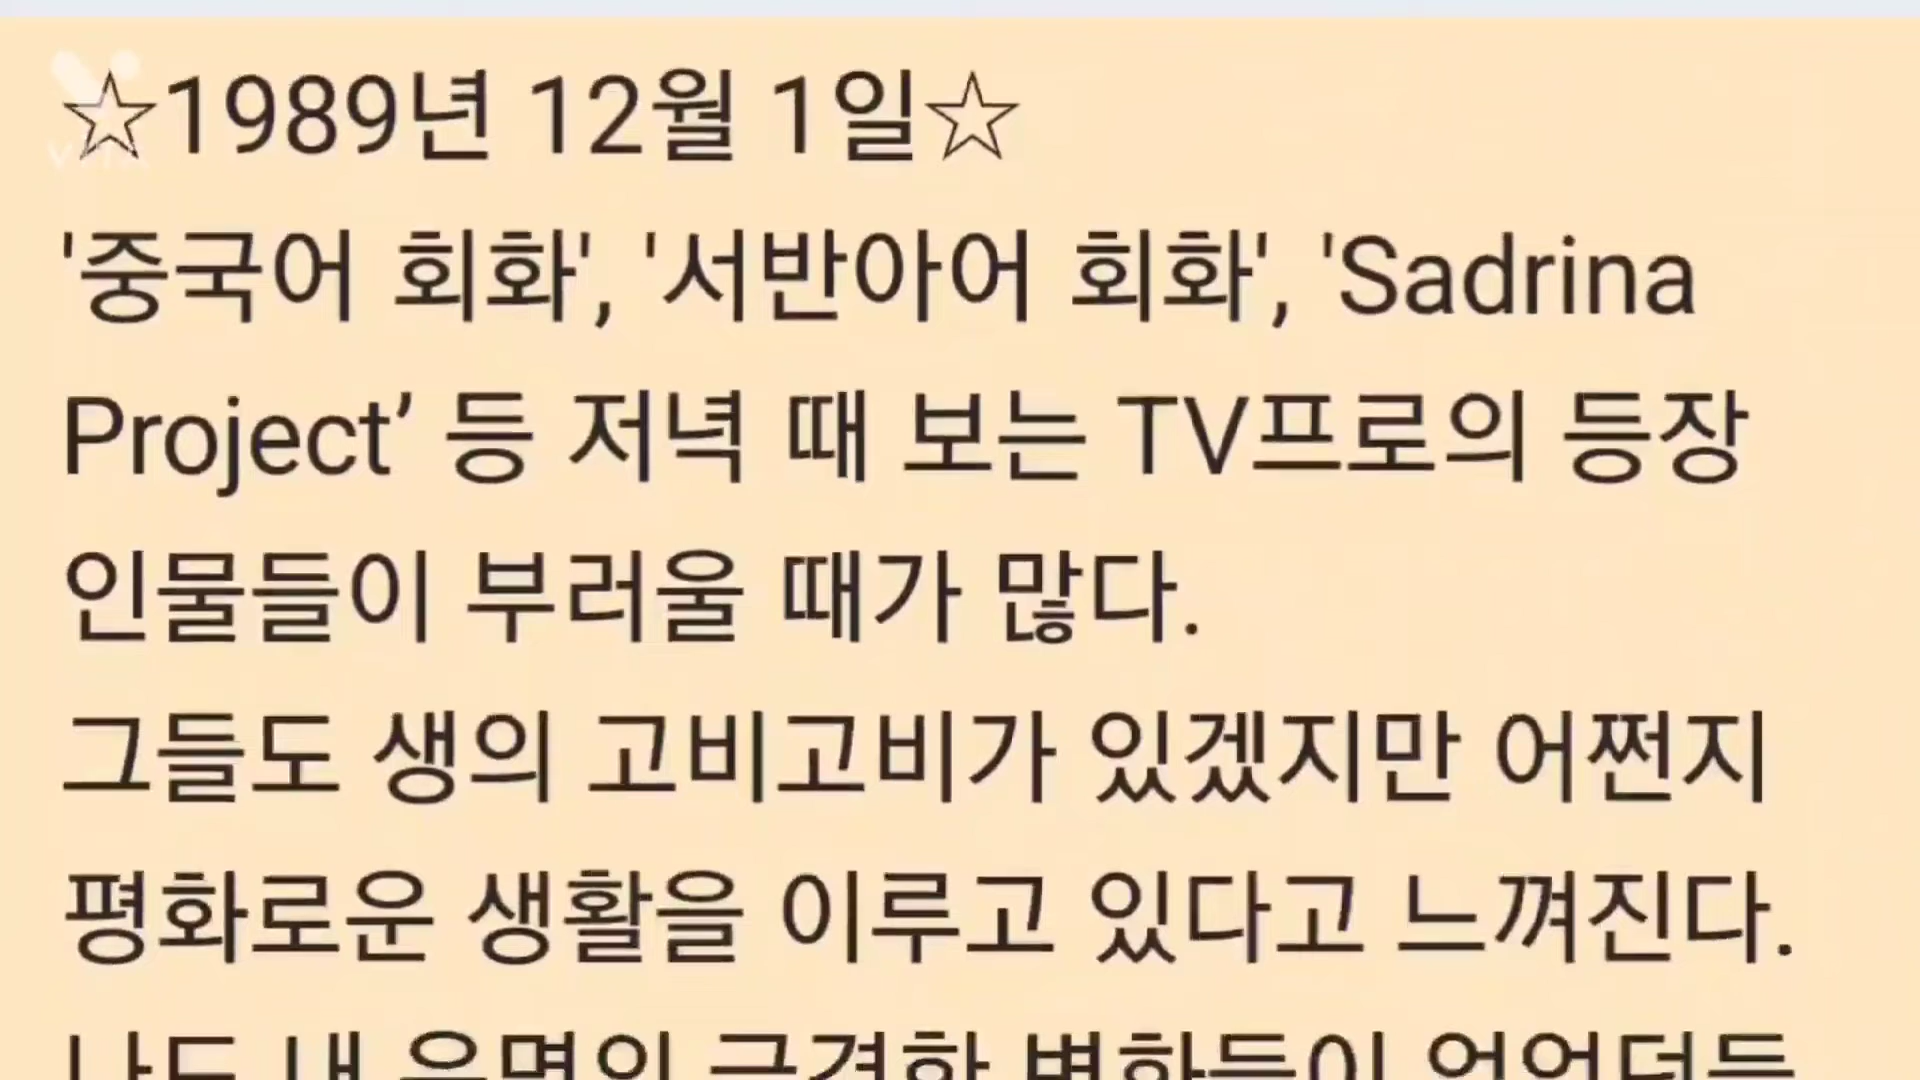 ☆1989년 12월 1일☆
'중국어 회화', '서반아어 회화', 'Sadrina
Project’ 등 저녁 때 보는 TV프로의 등장
인물들이 부러울 때가 많다.
그들도 생의 고비고비가 있겠지만 어쩐지
평화로운 생활을 이루고 있다고 느껴진다.